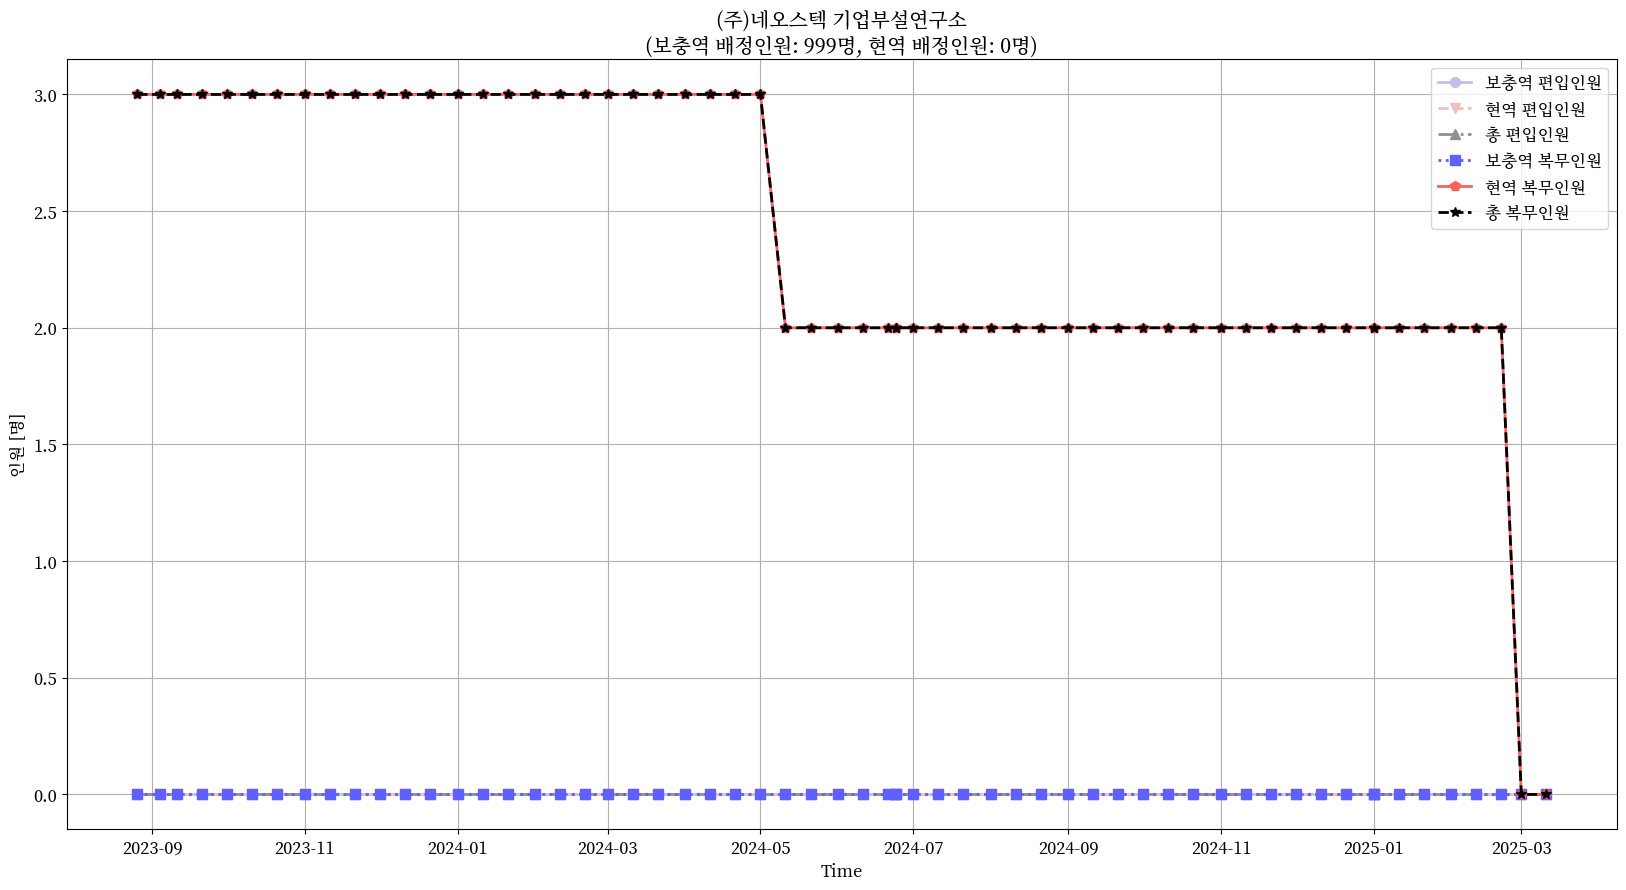 (주)네오스텍 기업부설연구소
(보충역 배정인원: 999명, 현역 배정인원: 0명)
보충역 편입인원
현역 편입인원
총 편입인원
보충역 복무인원
현역 복무인원
총 복무인원
인원 [명]
3.0
2.5
2.0
1.5
1.0
0.5
0.0
2023-09
2023-11
2024-01
2024-03
2024-05
2024-07
2024-09
2024-11
2025-01
2025-03
Time